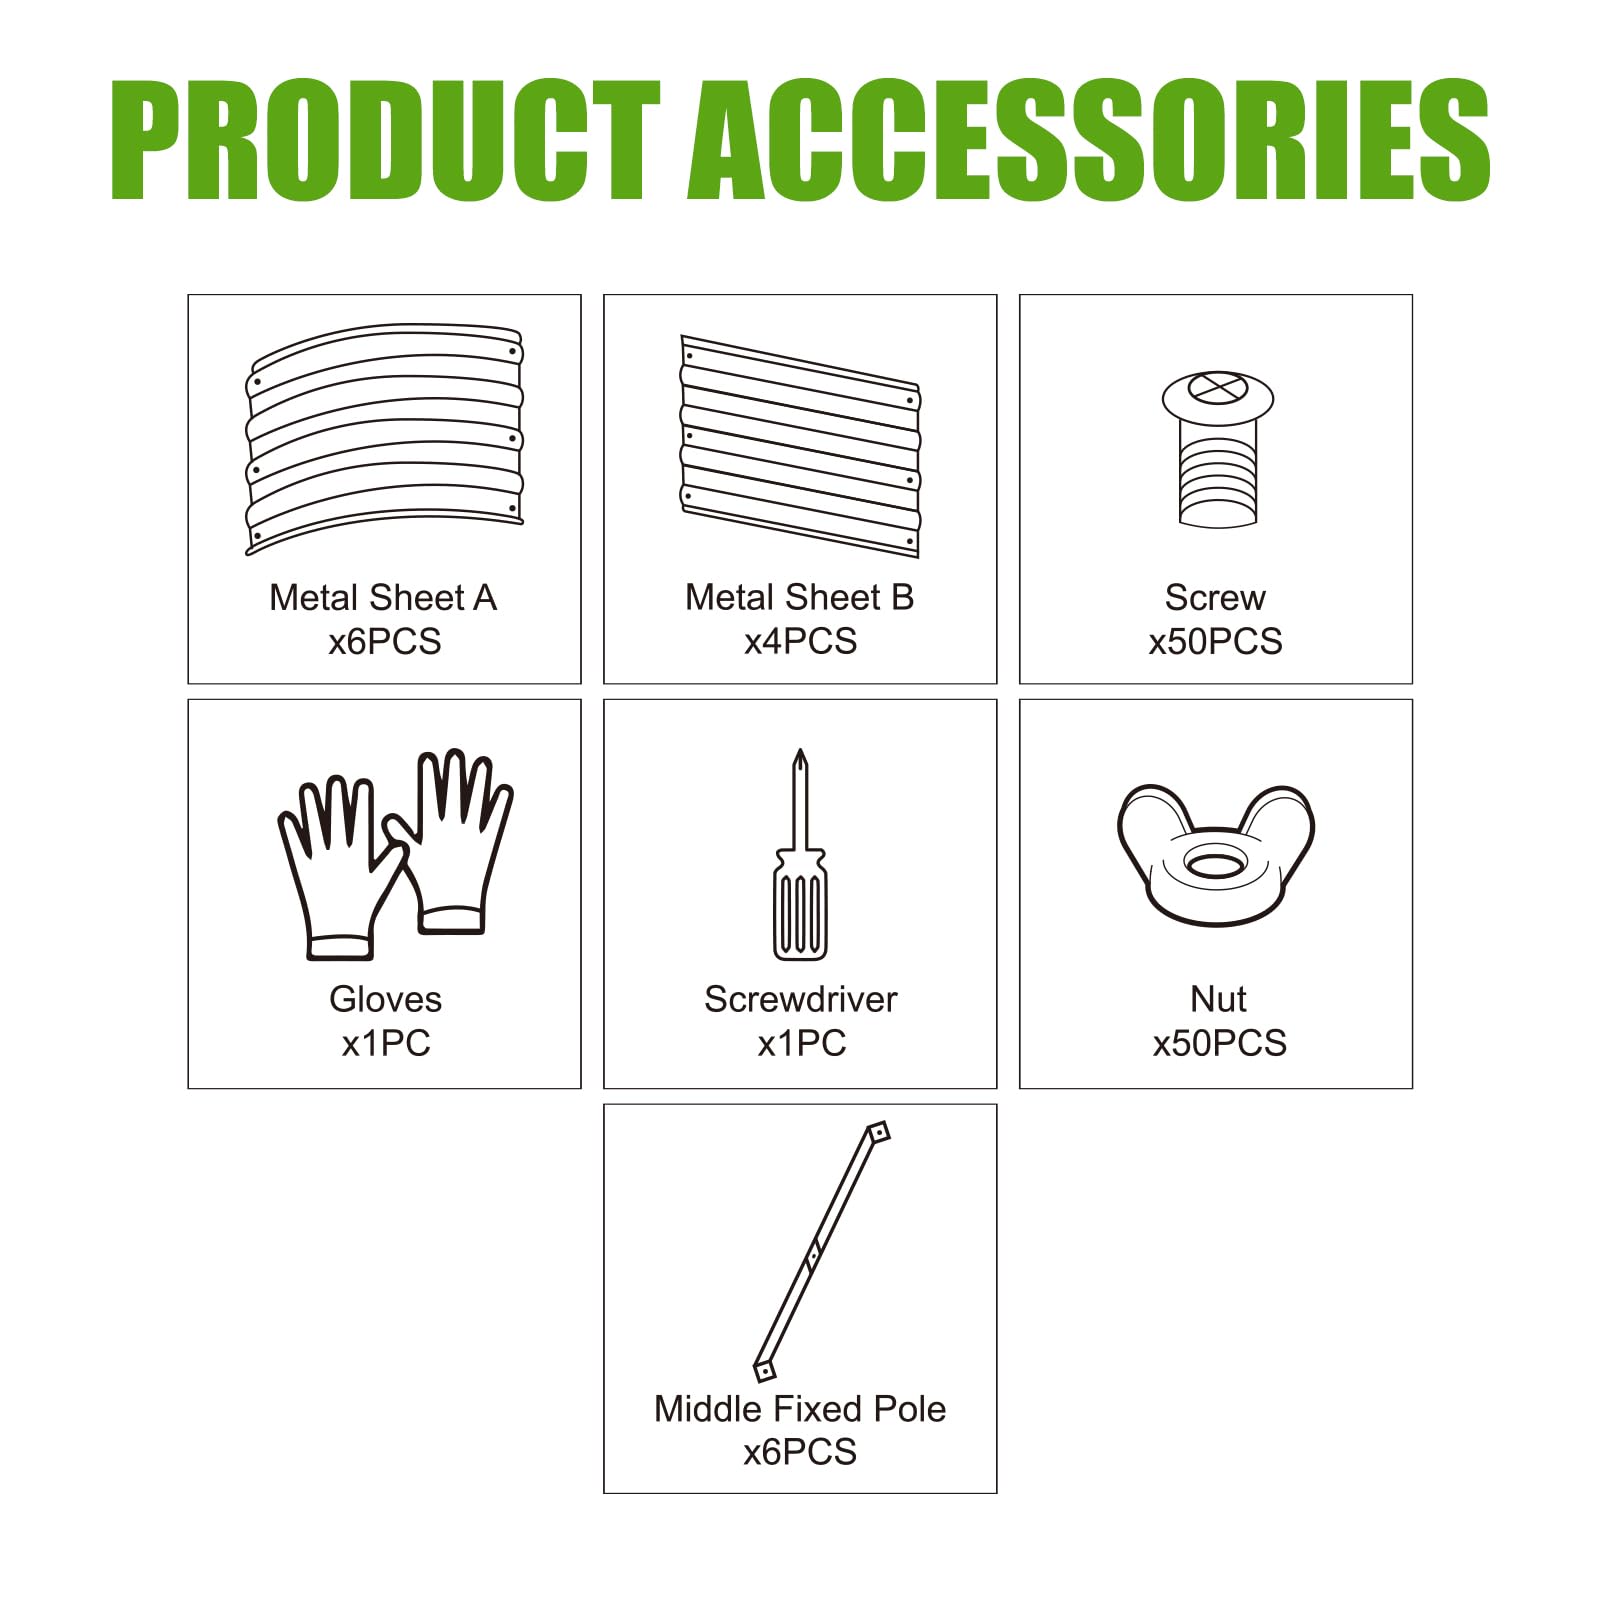 PRODUCT ACCESSORIES
Metal Sheet A
x6PCS
Metal Sheet B
x4PCS
Screw
x50PCS
Gloves
x1PC
Screwdriver
x1PC
Nut
x50PCS
Middle Fixed Pole
x6PCS